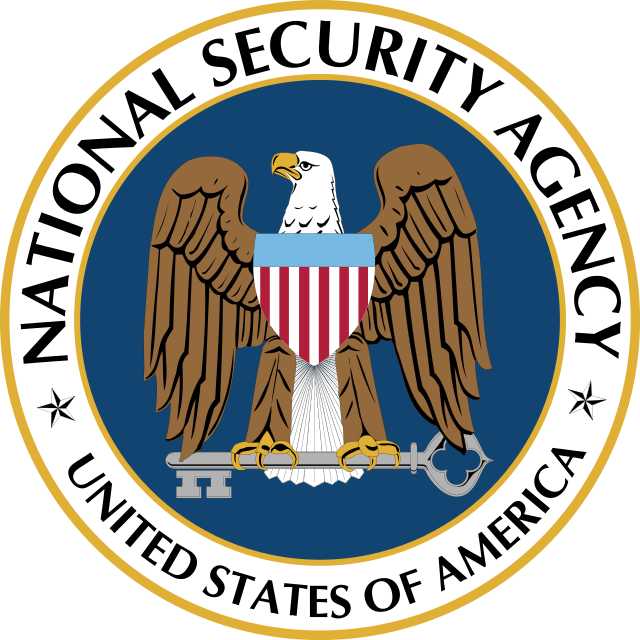 NATIONAL SECURITY AGENCY
UNITED STATES OF AMERICA